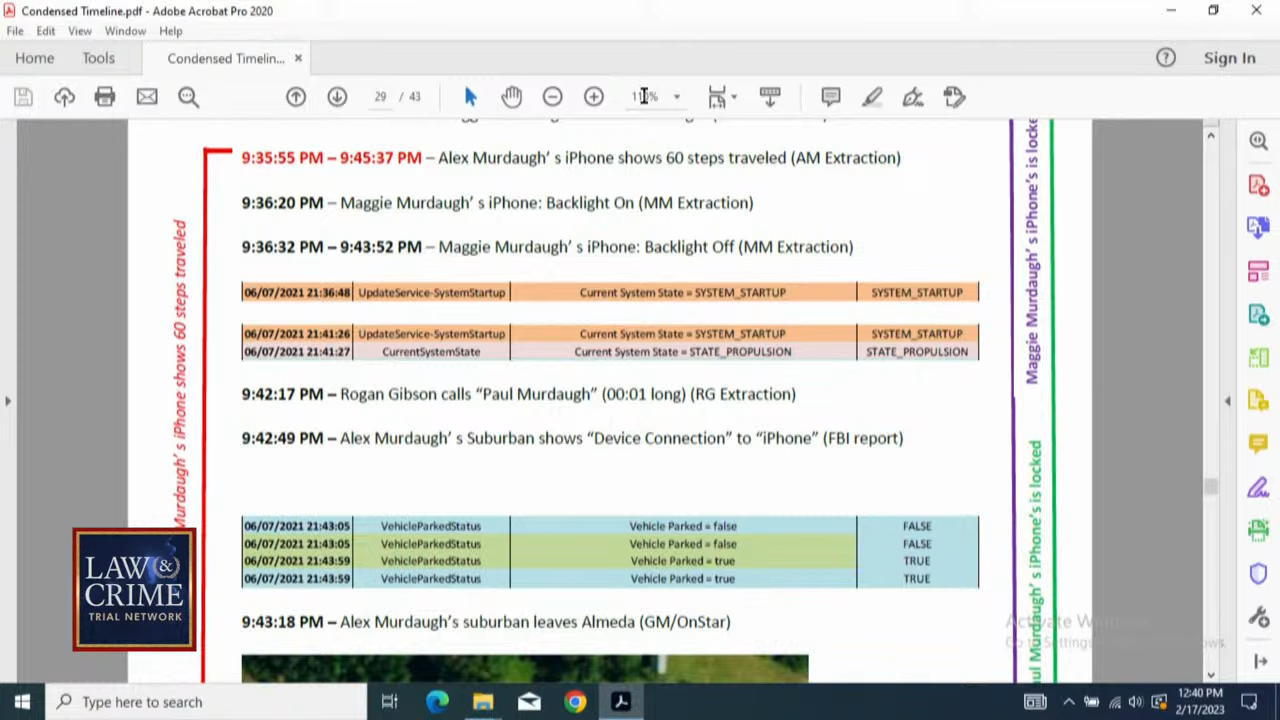 Condensed Timeline.pdf - Adobe Acrobat Pro 2020
File Edit View Window Help
Home Tools Condensed Timelin... Sign In
29 / 43
9:35:55 PM – 9:45:37 PM – Alex Murdaugh' s iPhone shows 60 steps traveled (AM Extraction)
9:36:20 PM – Maggie Murdaugh' s iPhone: Backlight On (MM Extraction)
9:36:32 PM – 9:43:52 PM – Maggie Murdaugh' s iPhone: Backlight Off (MM Extraction)
06/07/2021 21:36:48 UpdateService-SystemStartup Current System State = SYSTEM_STARTUP SYSTEM_STARTUP
06/07/2021 21:41:26 UpdateService-SystemStartup Current System State = SYSTEM_STARTUP SYSTEM_STARTUP
06/07/2021 21:41:27 CurrentSystemState Current System State = STATE_PROPULSION STATE_PROPULSION
9:42:17 PM – Rogan Gibson calls “Paul Murdaugh” (00:01 long) (RG Extraction)
9:42:49 PM – Alex Murdaugh' s Suburban shows “Device Connection” to “iPhone” (FBI report)
06/07/2021 21:43:05 VehicleParkedStatus Vehicle Parked = false FALSE
06/07/2021 21:43:05 VehicleParkedStatus Vehicle Parked = false FALSE
06/07/2021 21:43:59 VehicleParkedStatus Vehicle Parked = true TRUE
06/07/2021 21:43:59 VehicleParkedStatus Vehicle Parked = true TRUE
9:43:18 PM – Alex Murdaugh's suburban leaves Almeda (GM/OnStar)
Murdaugh' s iPhone shows 60 steps traveled
Maggie Murdaugh' s iPhone's is locke
ul Murdaugh' s iPhone's is locked
LAW &
CRIME
TRIAL NETWORK
Activate Win
Go to Settings
Type here to search
12:40 PM
2/17/2023